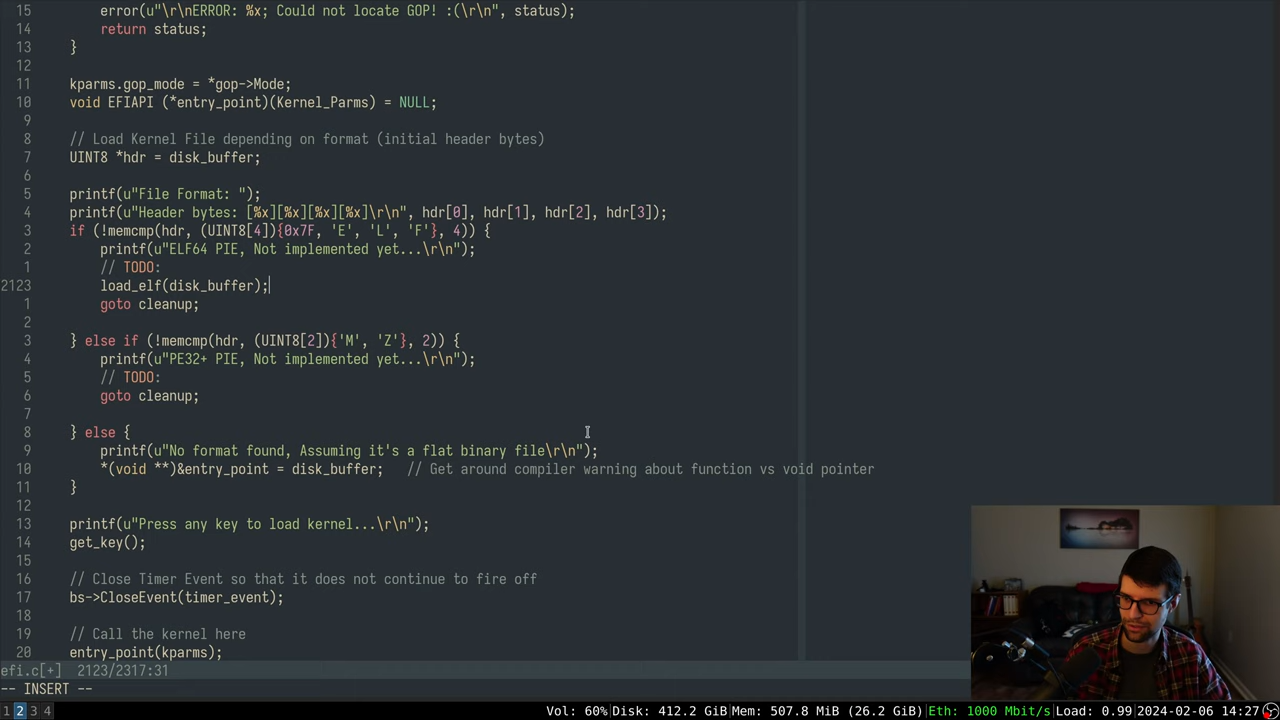 15 error(u"\r\nERROR: %x; Could not locate GOP! :(\r\n", status);
14 return status;
13 }
12
11 kparms.gop_mode = *gop->Mode;
10 void EFIAPI (*entry_point)(Kernel_Parms) = NULL;
9
8 // Load Kernel File depending on format (initial header bytes)
7 UINT8 *hdr = disk_buffer;
6
5 printf(u"File Format: ");
4 printf(u"Header bytes: [%x][%x][%x][%x]\r\n", hdr[0], hdr[1], hdr[2], hdr[3]);
3 if (!memcmp(hdr, (UINT8[4]){0x7F, 'E', 'L', 'F'}, 4)) {
2 printf(u"ELF64 PIE, Not implemented yet...\r\n");
1 // TODO:
2123 load_elf(disk_buffer);
1 goto cleanup;
2
3 } else if (!memcmp(hdr, (UINT8[2]){'M', 'Z'}, 2)) {
4 printf(u"PE32+ PIE, Not implemented yet...\r\n");
5 // TODO:
6 goto cleanup;
7
8 } else {
9 printf(u"No format found, Assuming it's a flat binary file\r\n");
10 *(void **)&entry_point = disk_buffer; // Get around compiler warning about function vs void pointer
11 }
12
13 printf(u"Press any key to load kernel...\r\n");
14 get_key();
15
16 // Close Timer Event so that it does not continue to fire off
17 bs->CloseEvent(timer_event);
18
19 // Call the kernel here
20 entry_point(kparms);
efi.c[+] 2123/2317:31
-- INSERT --
1 2 3 4 Vol: 60%|Disk: 412.2 GiB|Mem: 507.8 MiB (26.2 GiB)|Eth: 1000 Mbit/s|Load: 0.99|2024-02-06 14:27